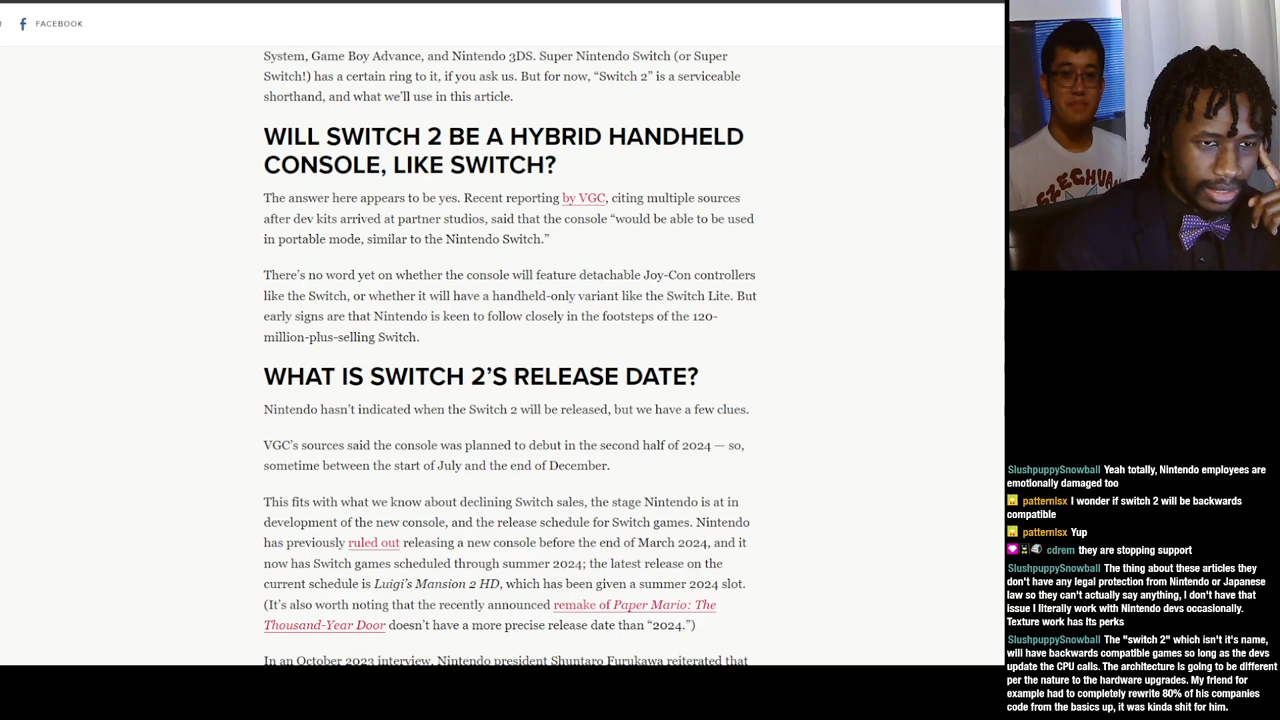 FACEBOOK
System, Game Boy Advance, and Nintendo 3DS. Super Nintendo Switch (or Super
Switch!) has a certain ring to it, if you ask us. But for now, “Switch 2” is a serviceable
shorthand, and what we’ll use in this article.
WILL SWITCH 2 BE A HYBRID HANDHELD
CONSOLE, LIKE SWITCH?
The answer here appears to be yes. Recent reporting by VGC, citing multiple sources
after dev kits arrived at partner studios, said that the console “would be able to be used
in portable mode, similar to the Nintendo Switch.”
There’s no word yet on whether the console will feature detachable Joy-Con controllers
like the Switch, or whether it will have a handheld-only variant like the Switch Lite. But
early signs are that Nintendo is keen to follow closely in the footsteps of the 120-
million-plus-selling Switch.
WHAT IS SWITCH 2’S RELEASE DATE?
Nintendo hasn’t indicated when the Switch 2 will be released, but we have a few clues.
VGC’s sources said the console was planned to debut in the second half of 2024 — so,
sometime between the start of July and the end of December.
This fits with what we know about declining Switch sales, the stage Nintendo is at in
development of the new console, and the release schedule for Switch games. Nintendo
has previously ruled out releasing a new console before the end of March 2024, and it
now has Switch games scheduled through summer 2024; the latest release on the
current schedule is Luigi’s Mansion 2 HD, which has been given a summer 2024 slot.
(It’s also worth noting that the recently announced remake of Paper Mario: The
Thousand-Year Door doesn’t have a more precise release date than “2024.”)
In an October 2023 interview, Nintendo president Shuntaro Furukawa reiterated that
CZECHUAN
SlushpuppySnowball Yeah totally, Nintendo employees are
emotionally damaged too
patternlsx I wonder if switch 2 will be backwards
compatible
patternlsx Yup
cdrem they are stopping support
SlushpuppySnowball The thing about these articles they
don't have any legal protection from Nintendo or Japanese
law so they can't actually say anything, I don't have that
issue I literally work with Nintendo devs occasionally.
Texture work has its perks
SlushpuppySnowball The "switch 2" which isn't it's name,
will have backwards compatible games so long as the devs
update the CPU calls. The architecture is going to be different
per the nature to the hardware upgrades. My friend for
example had to completely rewrite 80% of his companies
code from the basics up, it was kinda shit for him.